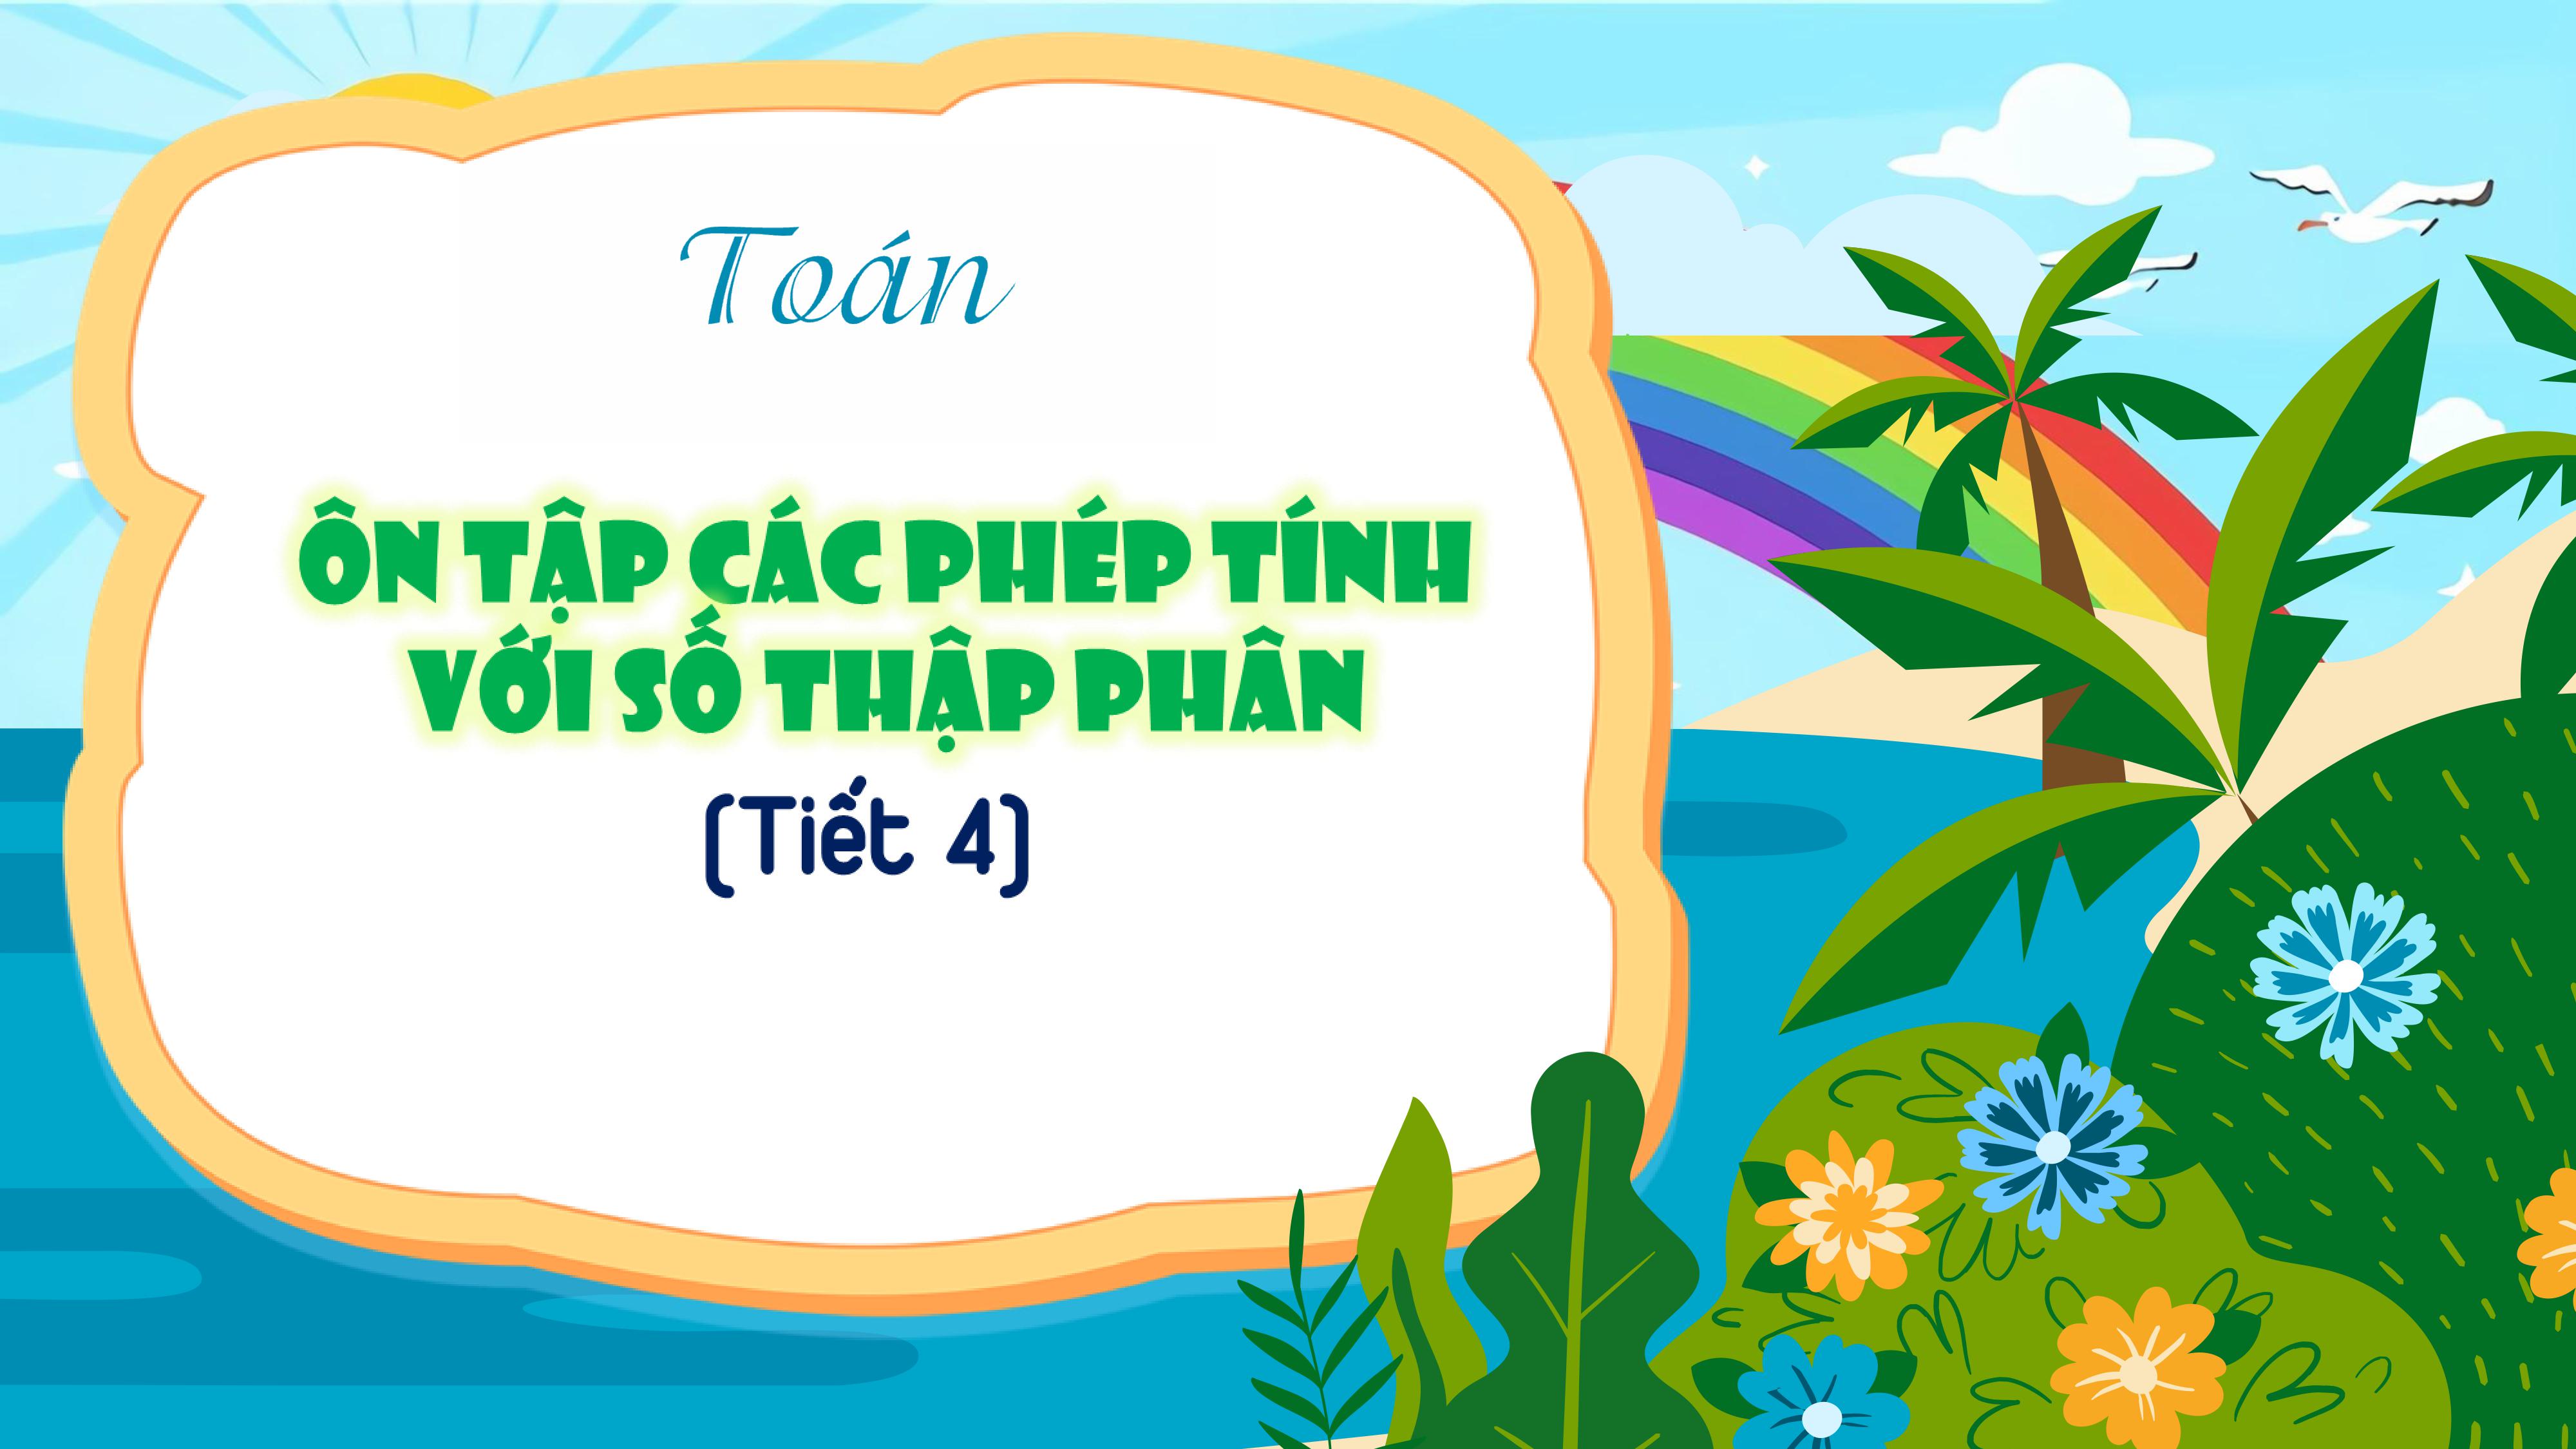 Toán
ÔN TẬP CÁC PHÉP TÍNH
VỚI SỐ THẬP PHÂN
(Tiết 4)